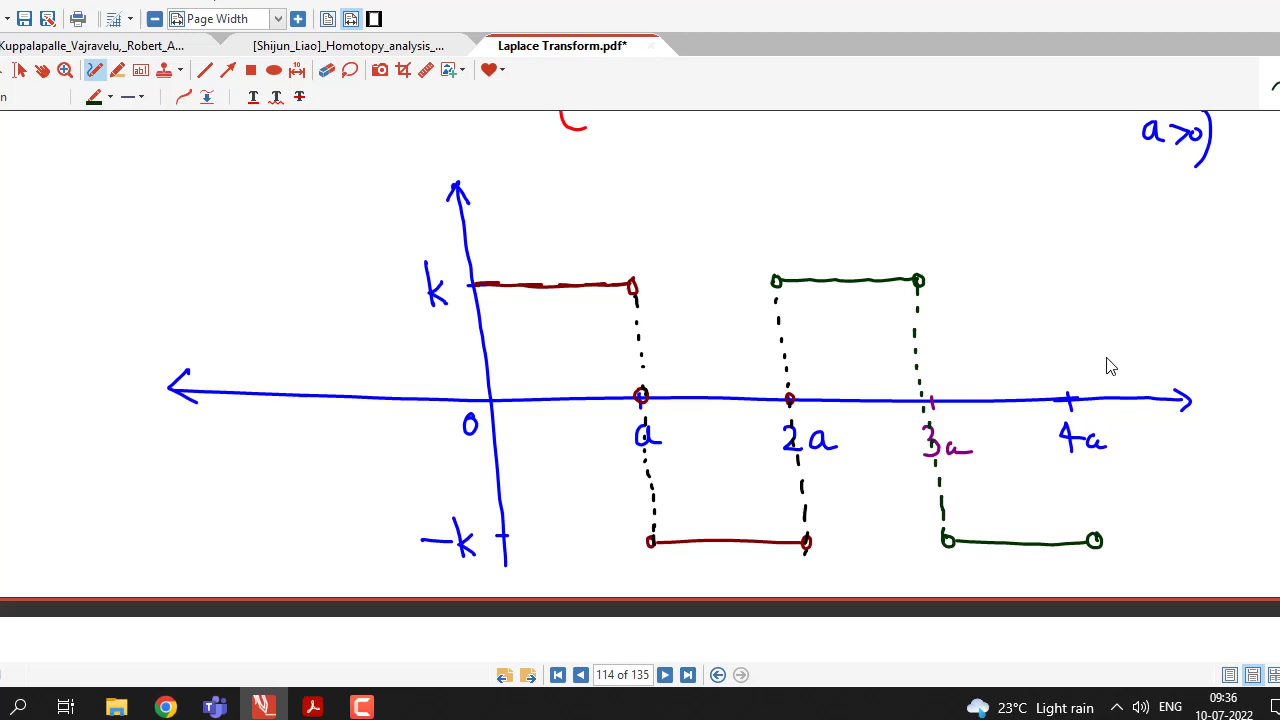 Page Width
Kuppalapalle_Vajravelu,_Robert_A... [Shijun_Liao]_Homotopy_analysis_... Laplace Transform.pdf*
n T T T
a>0)
k
0 a 2a 3a 4a
-k
114 of 135
23°C Light rain ENG 09:36
10-07-2022